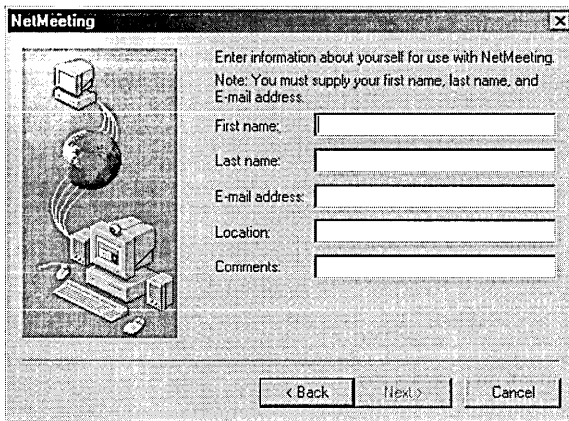 NetMeeting
Enter information about yourself for use with NetMeeting.
Note: You must supply your first name, last name, and
E-mail address.
First name:
Last name:
E-mail address:
Location:
Comments:
< Back
Next >
Cancel